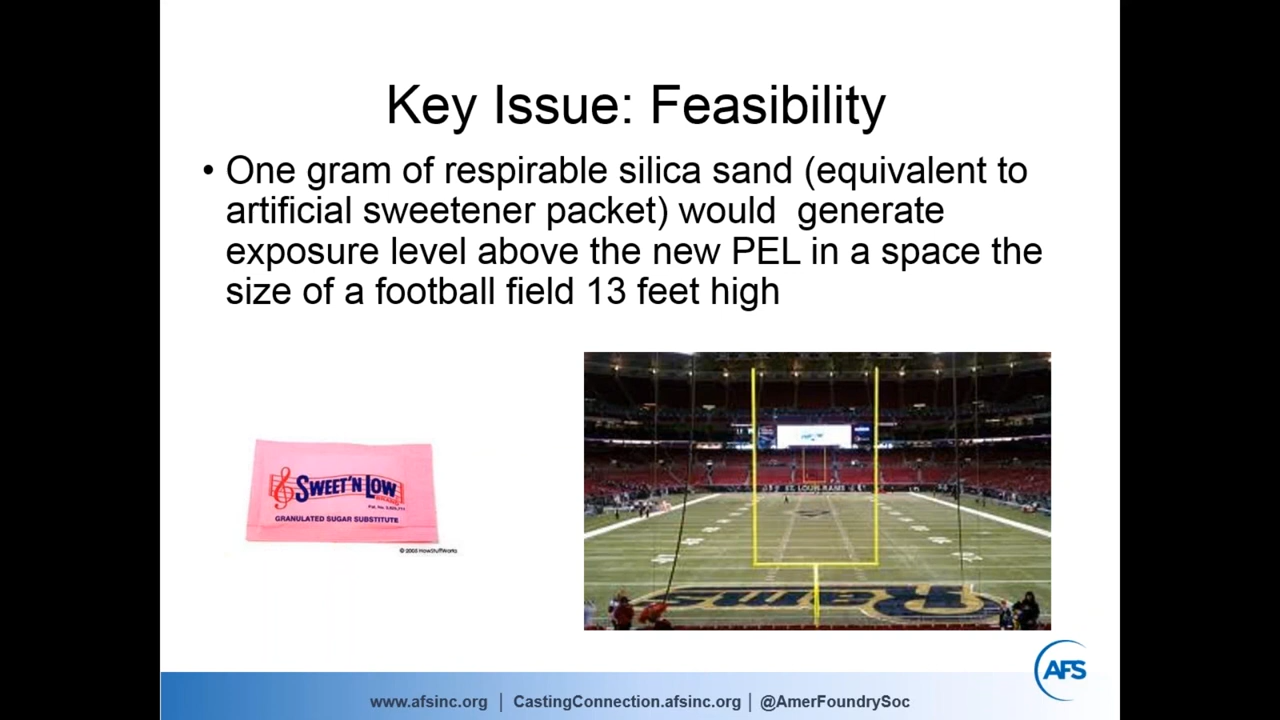 Key Issue: Feasibility
• One gram of respirable silica sand (equivalent to
artificial sweetener packet) would  generate
exposure level above the new PEL in a space the
size of a football field 13 feet high
SWEET'N LOW
GRANULATED SUGAR SUBSTITUTE
© 2005 HowStuffWorks
ST. LOUIS RAMS
Rams
AFS
www.afsinc.org | CastingConnection.afsinc.org | @AmerFoundrySoc